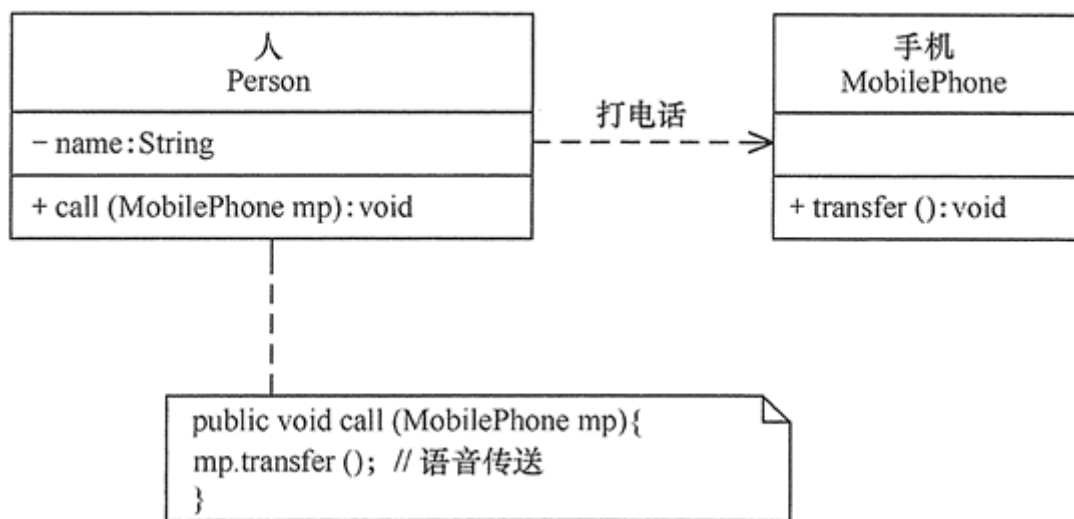 人
Person
- name:String
+ call (MobilePhone mp):void
打电话
手机
MobilePhone
+ transfer ():void
public void call (MobilePhone mp){
mp.transfer (); // 语音传送
}